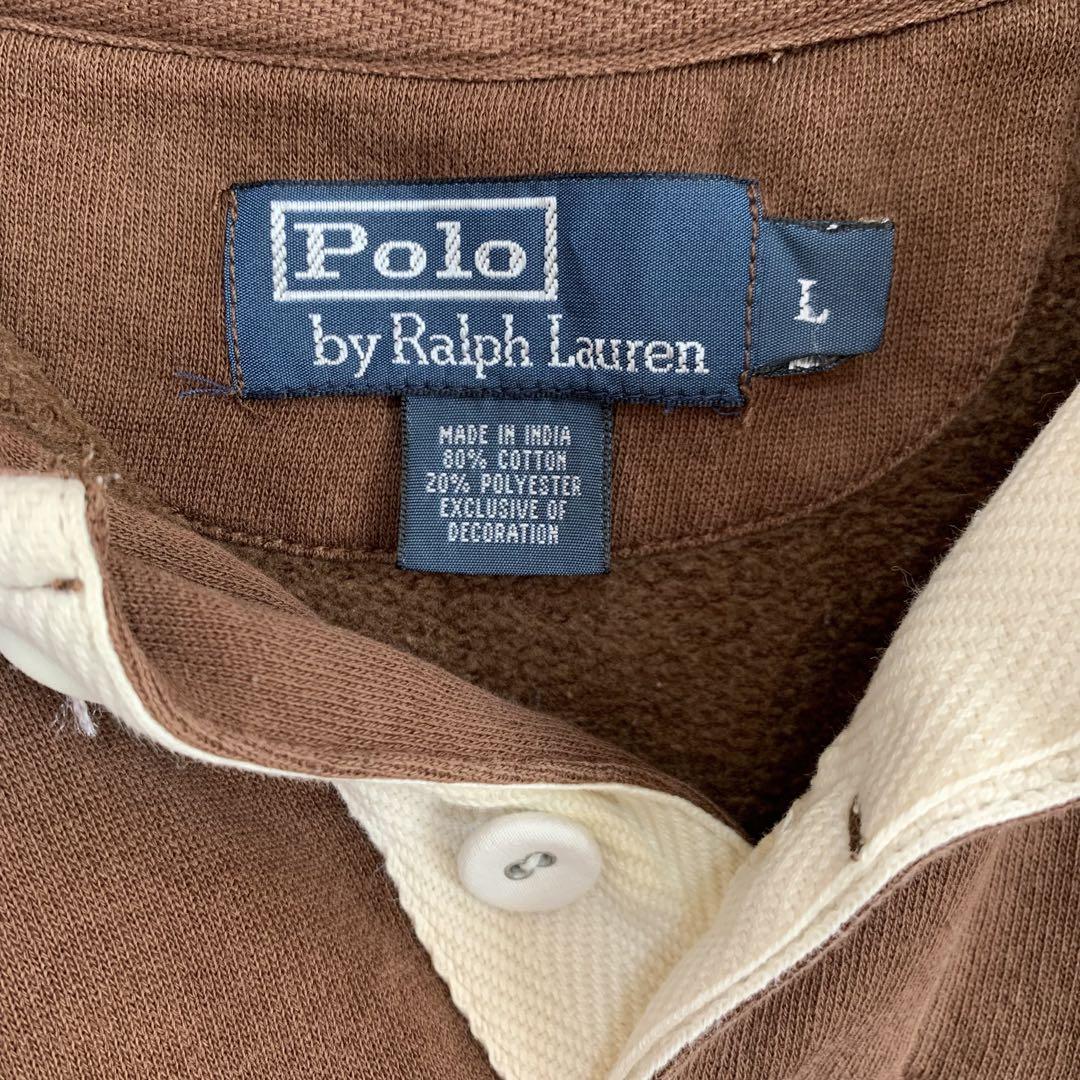 Polo
by Ralph Lauren
L
MADE IN INDIA
80% COTTON
20% POLYESTER
EXCLUSIVE OF
DECORATION